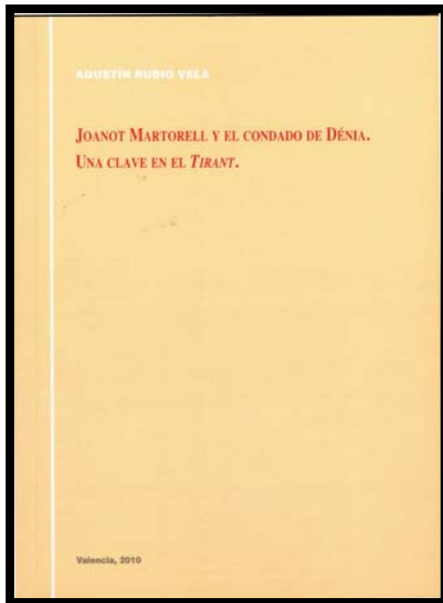 AGUSTÍN RUBIO VELA
JOANOT MARTORELL Y EL CONDADO DE DÉNIA.
UNA CLAVE EN EL TIRANT.
Valencia, 2010